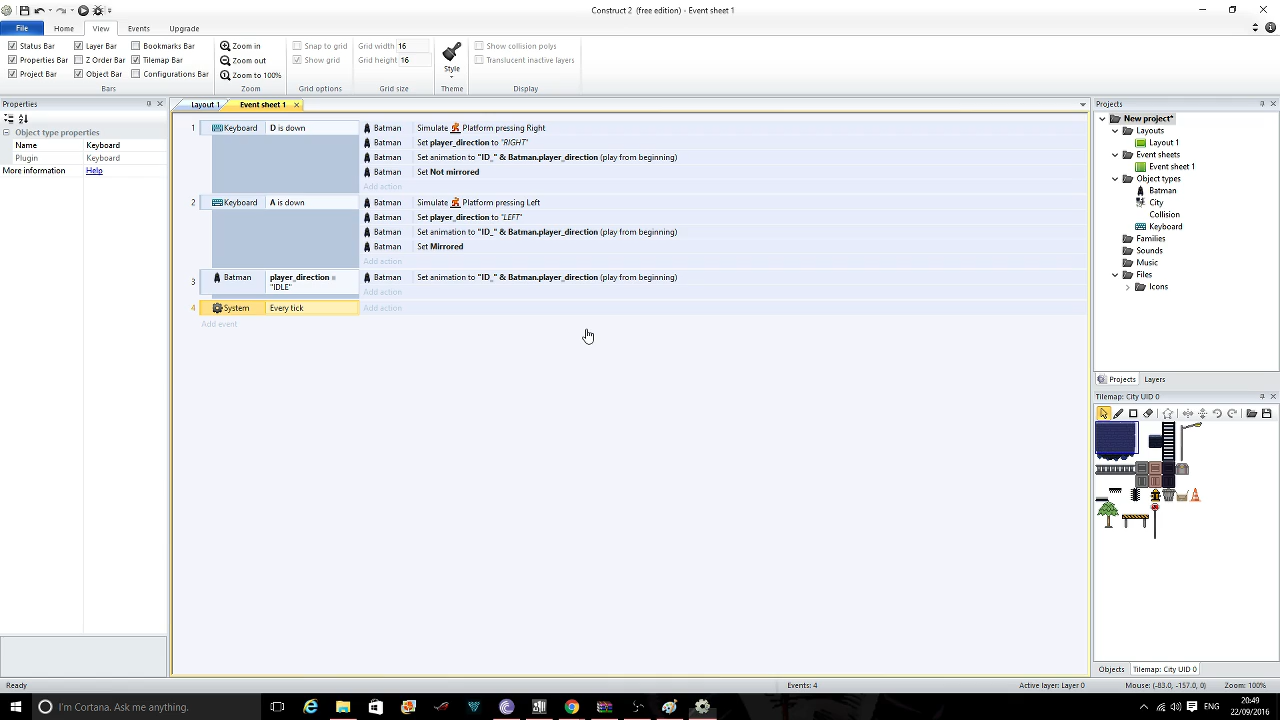 Construct 2 (free edition) - Event sheet 1
File Home View Events Upgrade
Status Bar Layer Bar Bookmarks Bar Zoom in Snap to grid Grid width 16 Show collision polys
Properties Bar Z Order Bar Tilemap Bar Zoom out Show grid Grid height 16 Translucent inactive layers
Project Bar Object Bar Configurations Bar Zoom to 100% Style
Bars Zoom Grid options Grid size Theme Display
Properties
Object type properties
Name Keyboard
Plugin Keyboard
More information Help
Layout 1 Event sheet 1
1 Keyboard D is down Batman Simulate Platform pressing Right
Batman Set player_direction to "RIGHT"
Batman Set animation to "ID_" & Batman.player_direction (play from beginning)
Batman Set Not mirrored
Add action
2 Keyboard A is down Batman Simulate Platform pressing Left
Batman Set player_direction to "LEFT"
Batman Set animation to "ID_" & Batman.player_direction (play from beginning)
Batman Set Mirrored
Add action
3 Batman player_direction = "IDLE" Batman Set animation to "ID_" & Batman.player_direction (play from beginning)
Add action
4 System Every tick Add action
Add event
Projects
New project*
Layouts
Layout 1
Event sheets
Event sheet 1
Object types
Batman
City
Collision
Keyboard
Families
Sounds
Music
Files
Icons
Projects Layers
Tilemap: City UID 0
Objects Tilemap: City UID 0
Ready Events: 4 Active layer: Layer 0 Mouse: (-83.0, -157.0, 0) Zoom: 100%
I'm Cortana. Ask me anything. ENG 20:49
22/09/2016